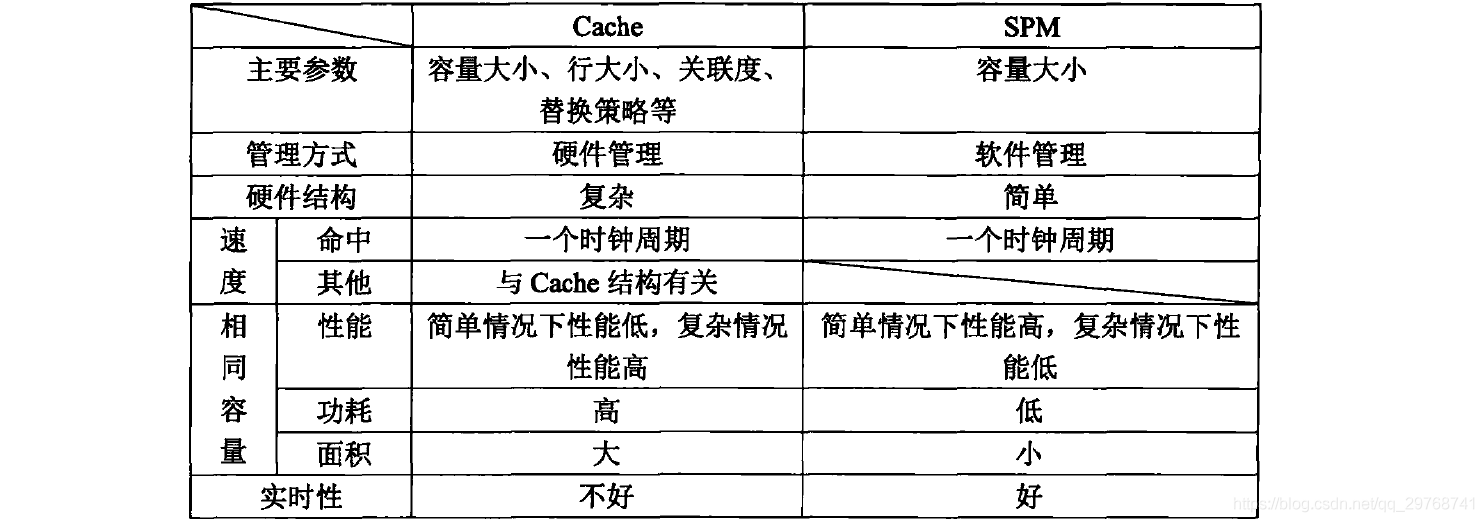 Cache SPM
主要参数 容量大小、行大小、关联度、 容量大小
替换策略等
管理方式 硬件管理 软件管理
硬件结构 复杂 简单
速 命中 一个时钟周期 一个时钟周期
度 其他 与 Cache 结构有关
相 性能 简单情况下性能低，复杂情况 简单情况下性能高，复杂情况下性
同 性能高 能低
容 功耗 高 低
量 面积 大 小
实时性 不好 好
https://blog.csdn.net/qq_29768741